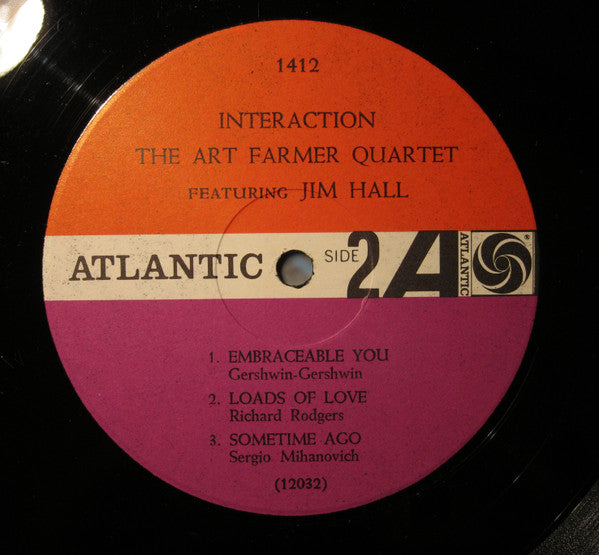 1412
INTERACTION
THE ART FARMER QUARTET
FEATURING JIM HALL
ATLANTIC SIDE 2 A ATLANTIC ®
1. EMBRACEABLE YOU
Gershwin-Gershwin
2. LOADS OF LOVE
Richard Rodgers
3. SOMETIME AGO
Sergio Mihanovich
(12032)